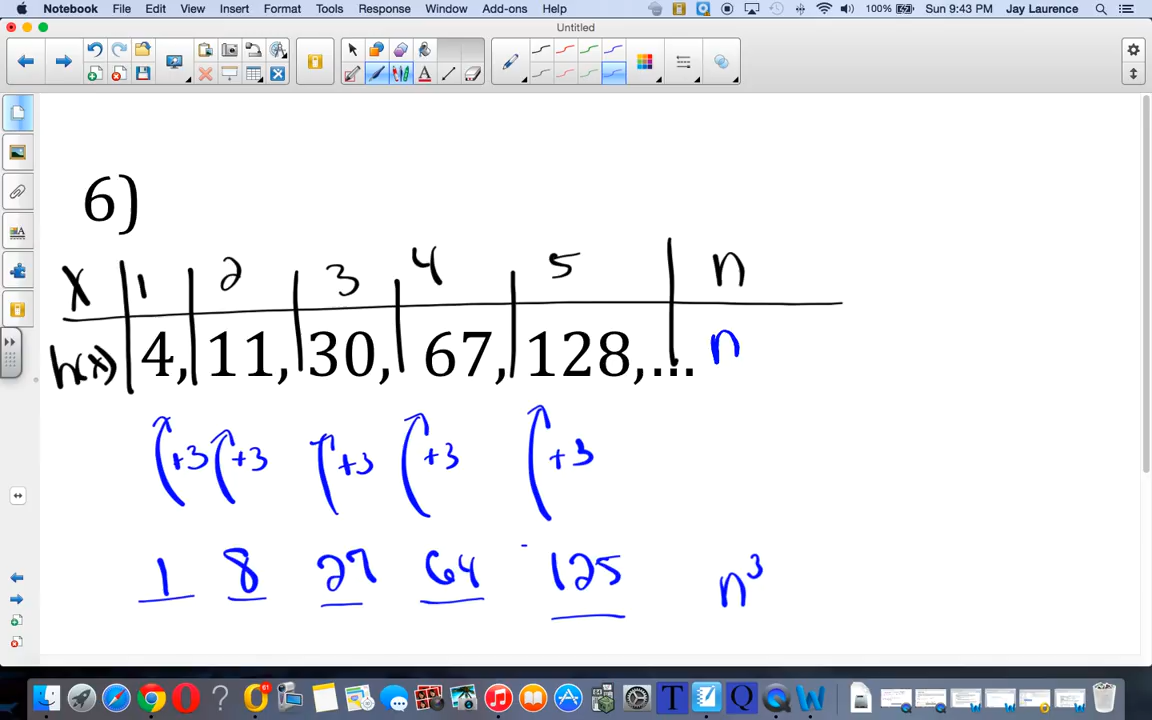 Notebook File Edit View Insert Format Tools Response Window Add-ons Help 100% Sun 9:43 PM Jay Laurence
Untitled
6)
x 1 2 3 4 5 n
h(x) 4, 11, 30, 67, 128, ... n
+3 +3 +3 +3 +3
1 8 27 64 125 n³